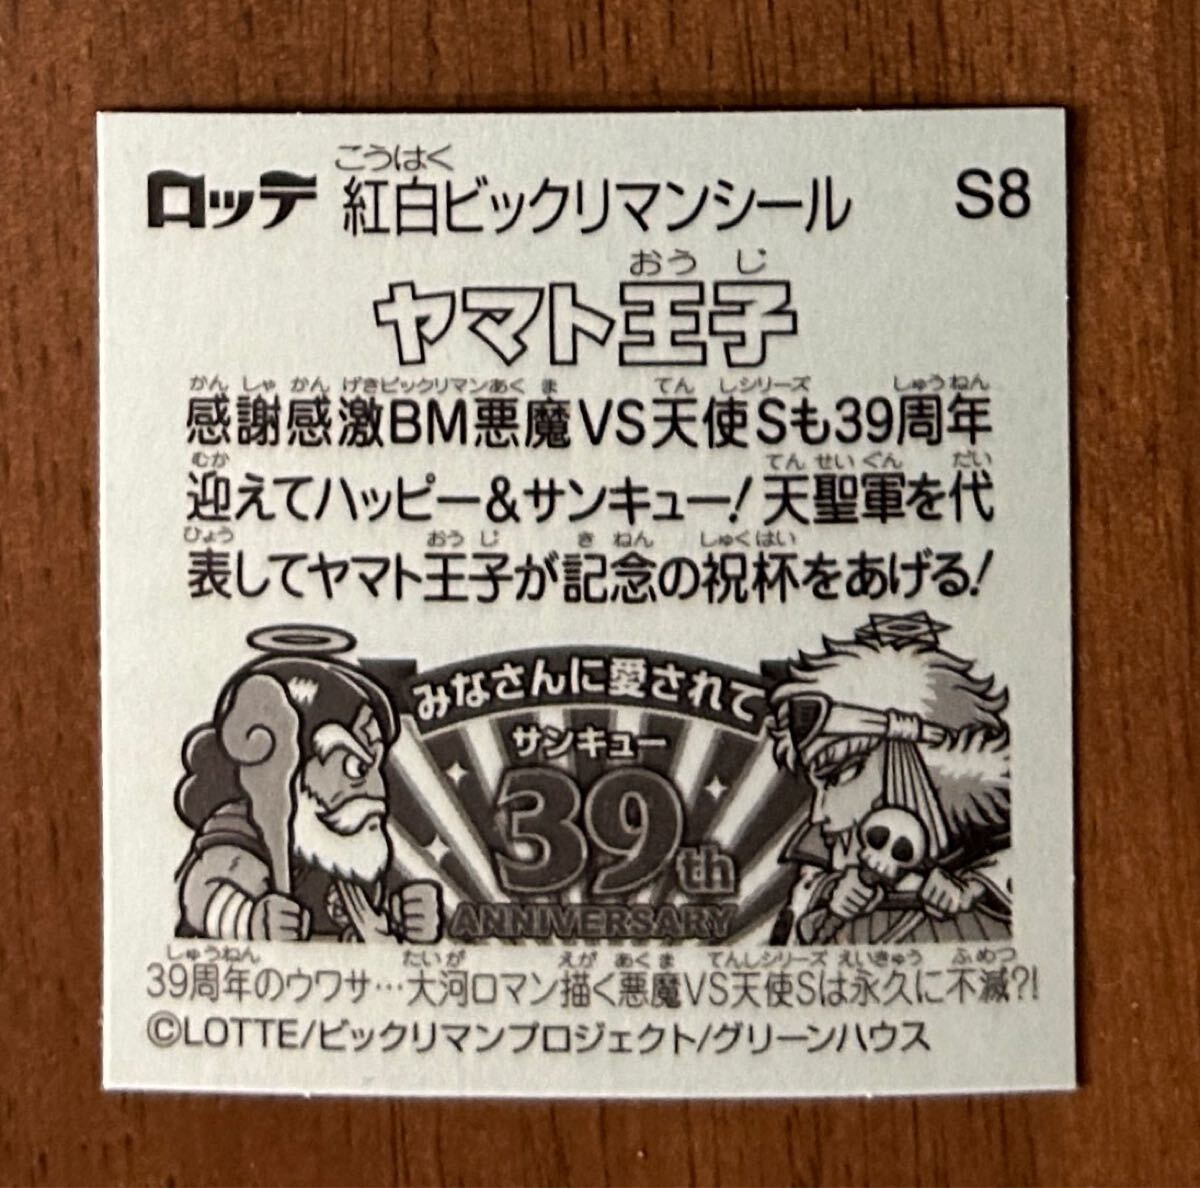 こうはく
ロッテ 紅白ビックリマンシール S8
おうじ
ヤマト王子
かんしゃかんげきビックリマンあくま てんしシリーズ しゅうねん
感謝感激BM悪魔VS天使Sも39周年
むか てんせいぐん だい
迎えてハッピー&サンキュー!天聖軍を代
ひょう おうじ きねん しゅくはい
表してヤマト王子が記念の祝杯をあげる!
みなさんに愛されて
サンキュー
39th
ANNIVERSARY
しゅうねん たいが えが あくま てんしシリーズ えいきゅう ふめつ
39周年のウワサ…大河ロマン描く悪魔VS天使Sは永久に不滅?!
©LOTTE/ビックリマンプロジェクト/グリーンハウス